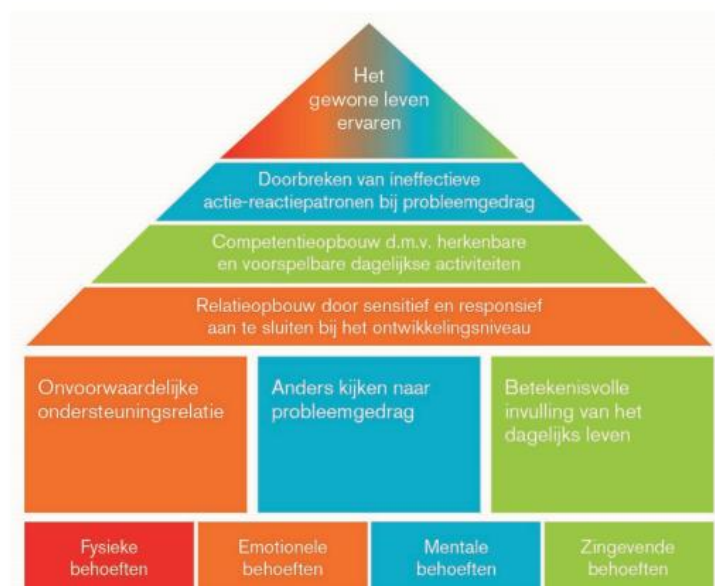 Het
gewone leven
ervaren
Doorbreken van ineffectieve
actie-reactiepatronen bij probleemgedrag
Competentieopbouw d.m.v. herkenbare
en voorspelbare dagelijkse activiteiten
Relatieopbouw door sensitief en responsief
aan te sluiten bij het ontwikkelingsniveau
Onvoorwaardelijke
ondersteuningsrelatie
Anders kijken naar
probleemgedrag
Betekenisvolle
invulling van het
dagelijks leven
Fysieke
behoeften
Emotionele
behoeften
Mentale
behoeften
Zingevende
behoeften